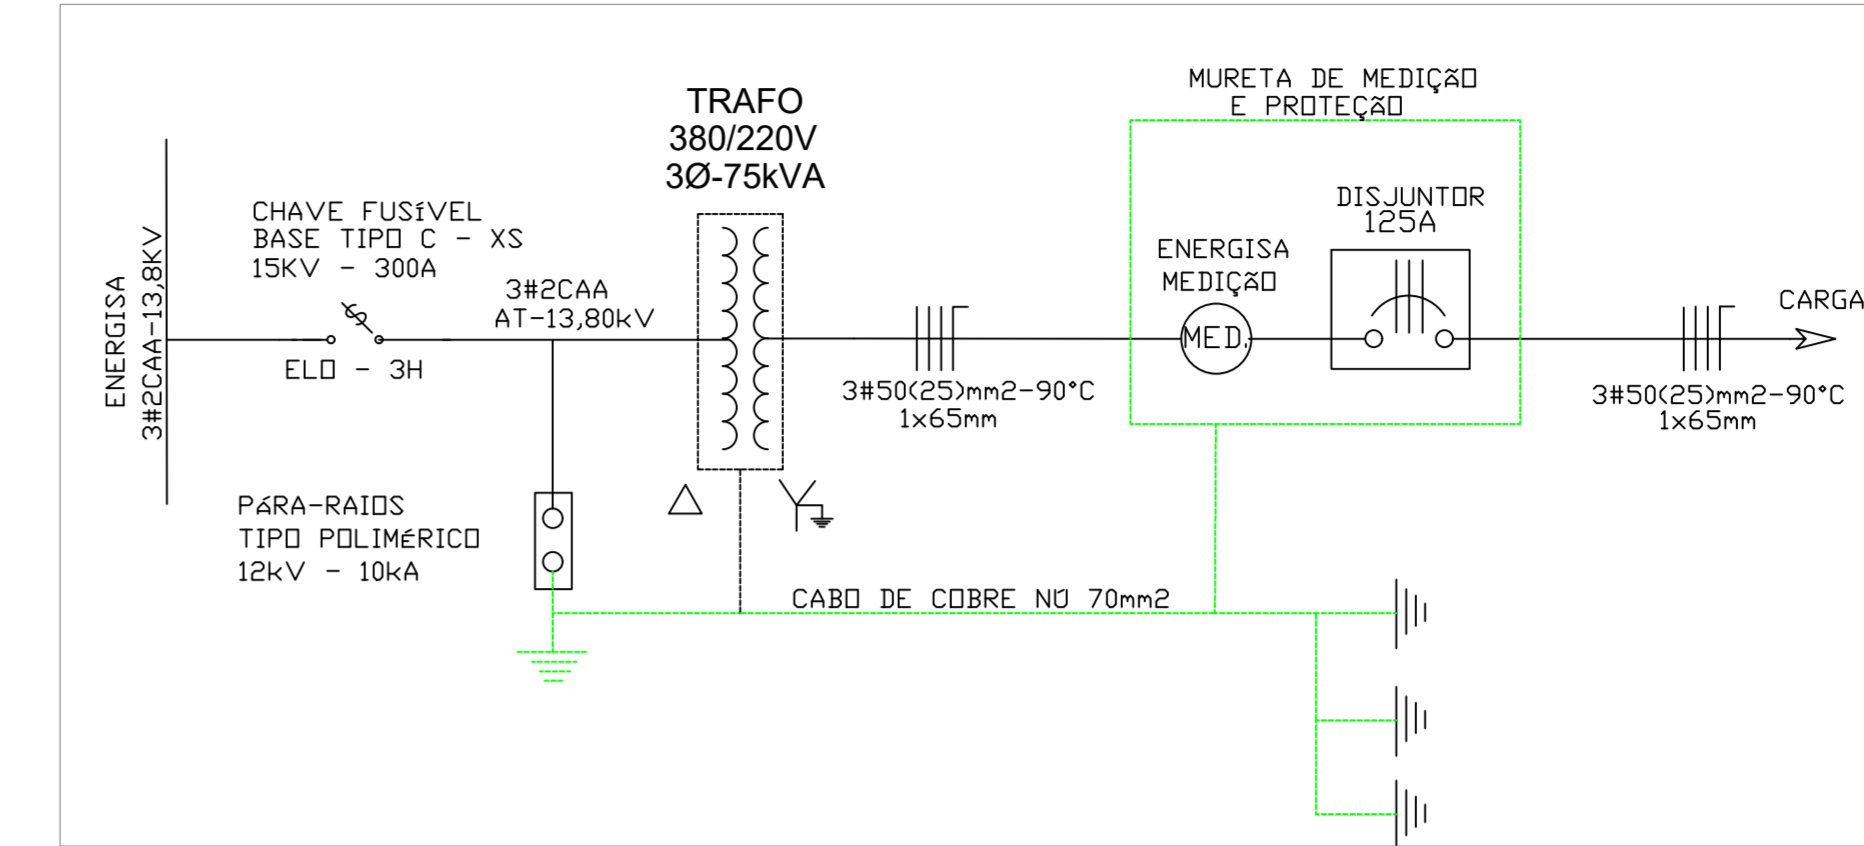 ENERGISA
3#2CAA-13,8KV
CHAVE FUSíVEL
BASE TIPO C - XS
15KV - 300A
ELO - 3H
3#2CAA
AT-13,80kV
PáRA-RAIOS
TIPO POLIMéRICO
12kV - 10kA
TRAFO
380/220V
3Ø-75kVA
3#50(25)mm2-90°C
1x65mm
MURETA DE MEDIÇÃO
E PROTEÇÃO
ENERGISA
MEDIÇÃO
MED.
DISJUNTOR
125A
CARGA
3#50(25)mm2-90°C
1x65mm
CABO DE COBRE NÚ 70mm2